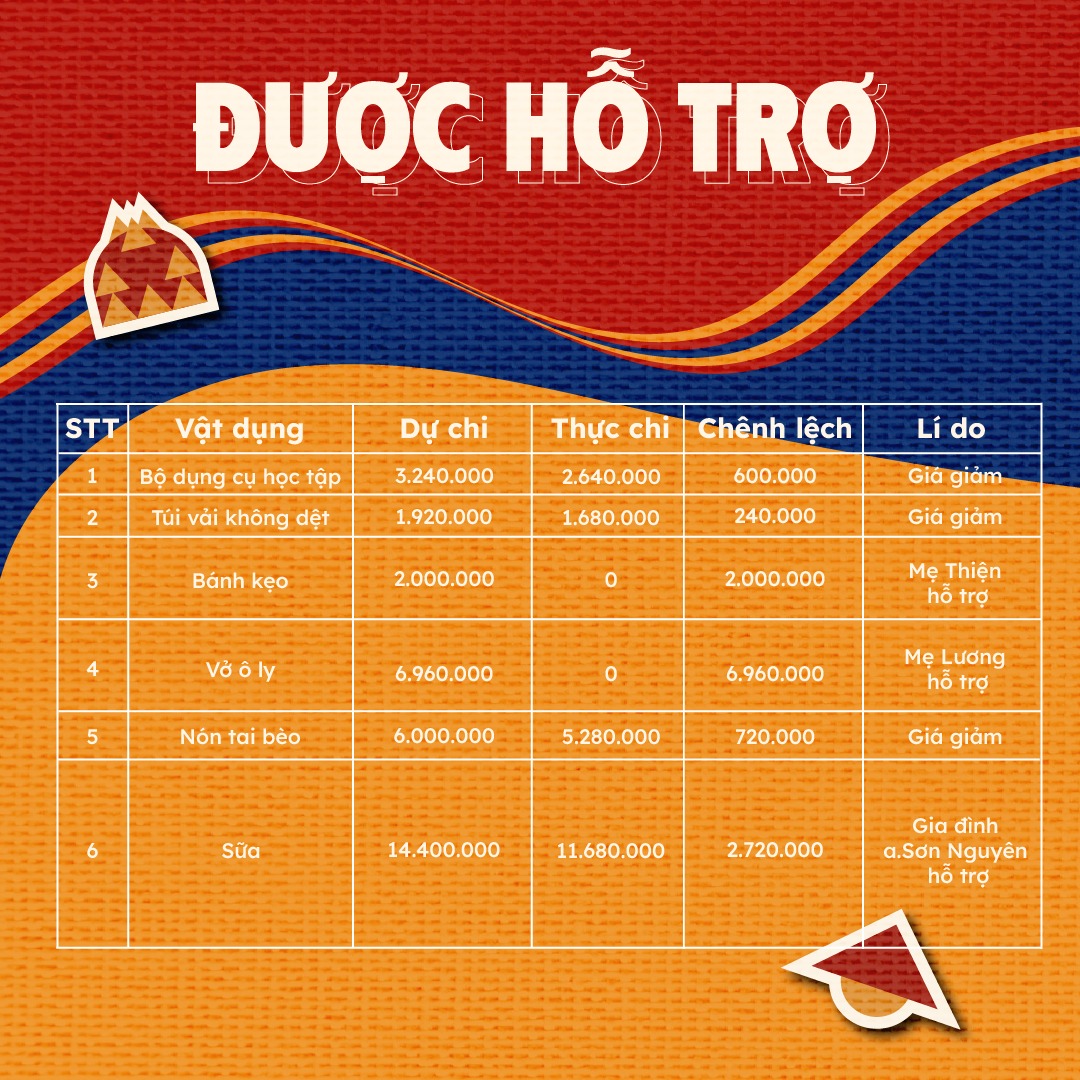 ĐƯỢC HỖ TRỢ
STT Vật dụng Dự chi Thực chi Chênh lệch Lí do
1 Bộ dụng cụ học tập 3.240.000 2.640.000 600.000 Giá giảm
2 Túi vải không dệt 1.920.000 1.680.000 240.000 Giá giảm
3 Bánh kẹo 2.000.000 0 2.000.000 Mẹ Thiện
hỗ trợ
4 Vở ô ly 6.960.000 0 6.960.000 Mẹ Lương
hỗ trợ
5 Nón tai bèo 6.000.000 5.280.000 720.000 Giá giảm
6 Sữa 14.400.000 11.680.000 2.720.000 Gia đình
a.Sơn Nguyên
hỗ trợ